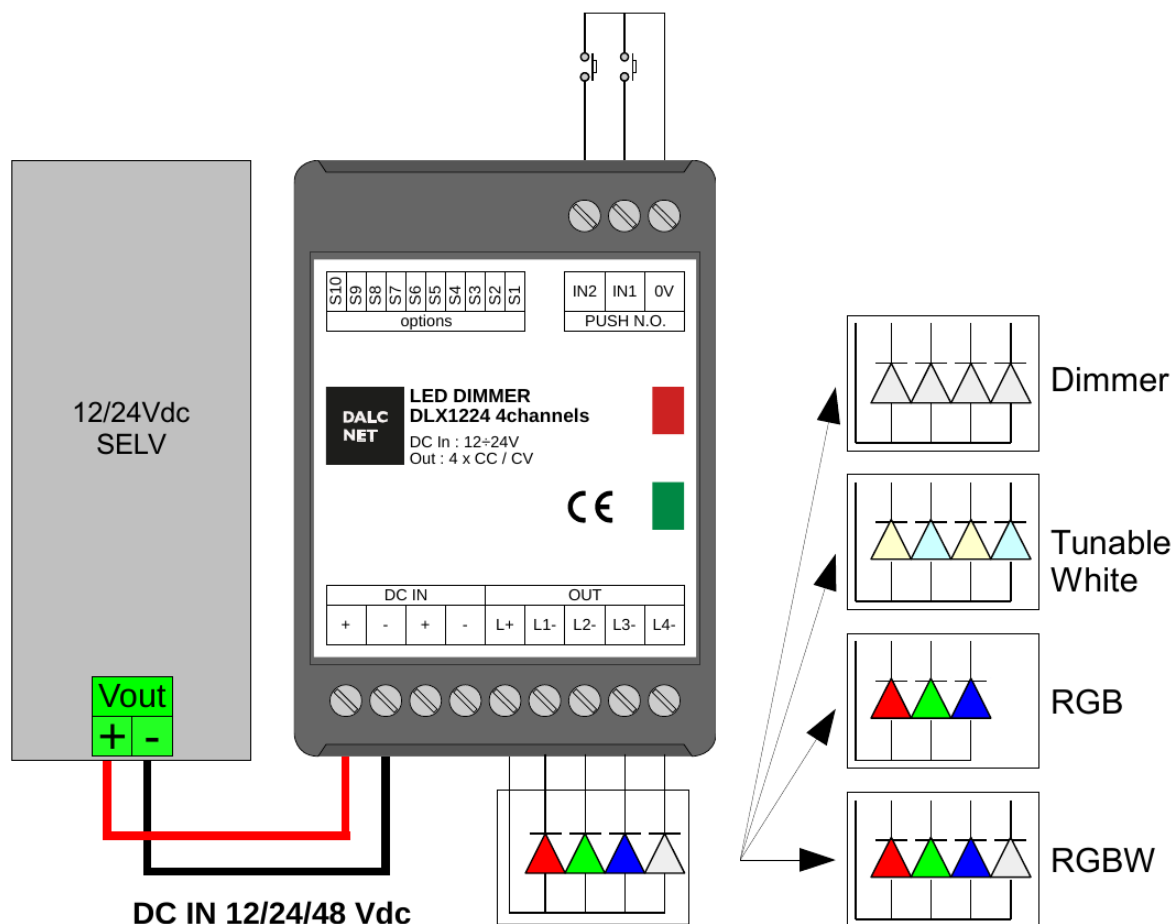 12/24Vdc
SELV
Vout
+ -
S10 S9 S8 S7 S6 S5 S4 S3 S2 S1
options
IN2 IN1 0V
PUSH N.O.
DALC
NET
LED DIMMER
DLX1224 4channels
DC In : 12÷24V
Out : 4 x CC / CV
CE
DC IN OUT
+ - + - L+ L1- L2- L3- L4-
DC IN 12/24/48 Vdc
Dimmer
Tunable
White
RGB
RGBW